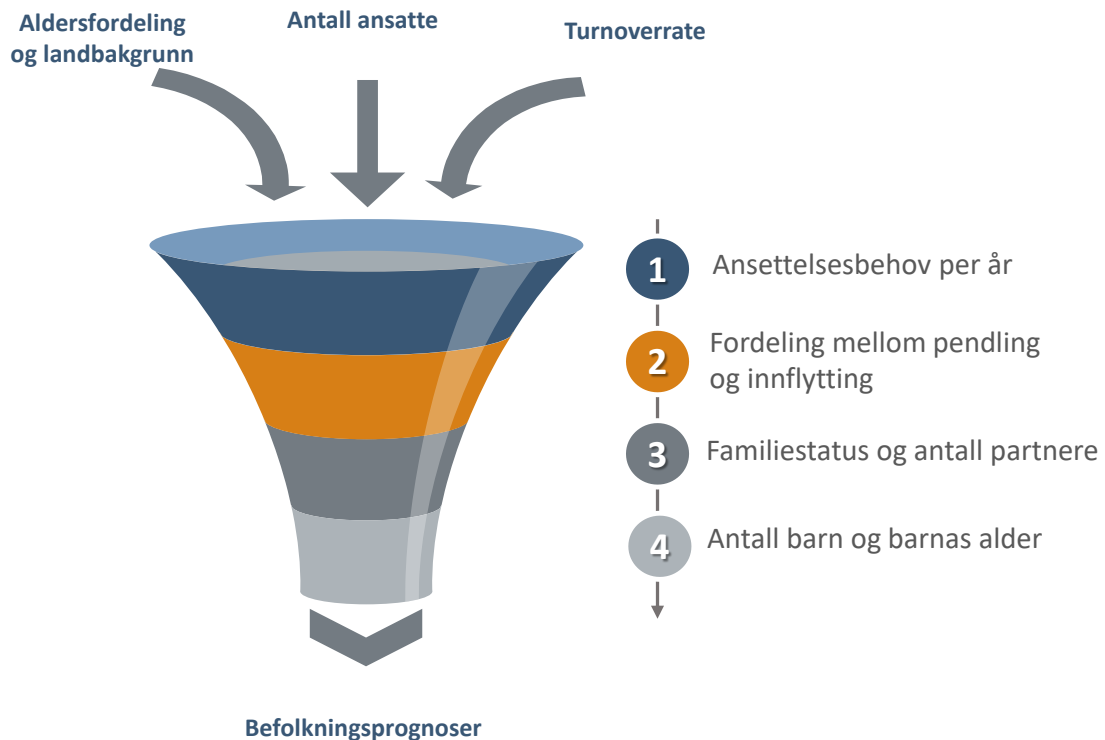 Aldersfordeling
og landbakgrunn
Antall ansatte
Turnoverrate
1
Ansettelsesbehov per år
2
Fordeling mellom pendling
og innflytting
3
Familiestatus og antall partnere
4
Antall barn og barnas alder
Befolkningsprognoser